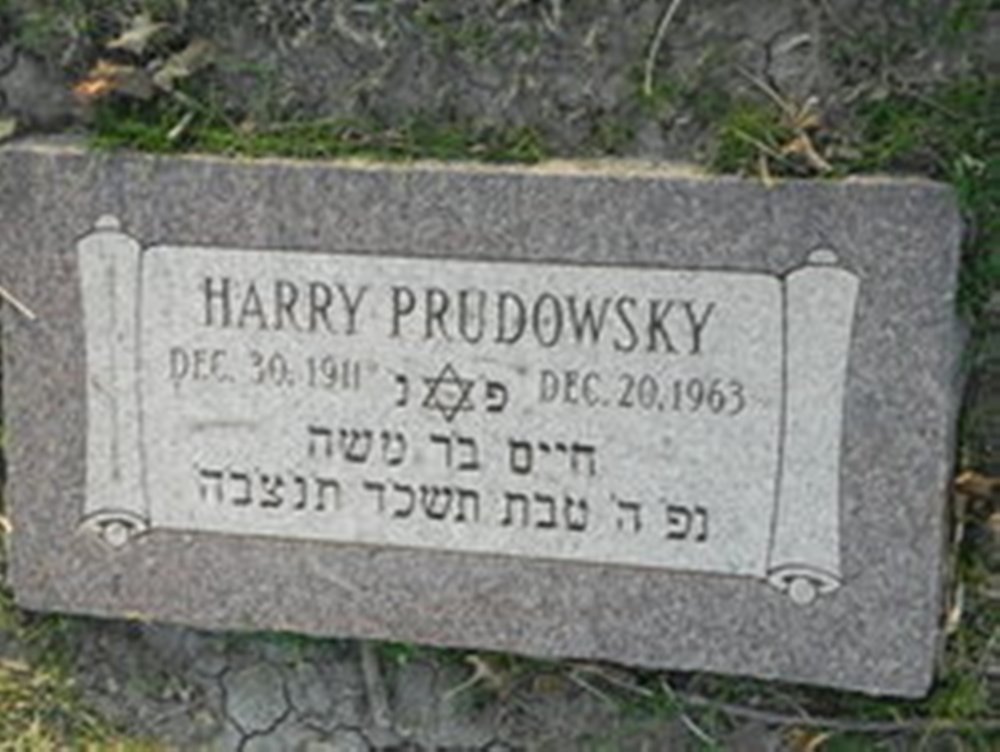 HARRY PRUDOWSKY
DEC. 30, 1911 פ נ DEC. 20, 1963
חיים בר משה
נפ ה' טבת תשכד תנצבה